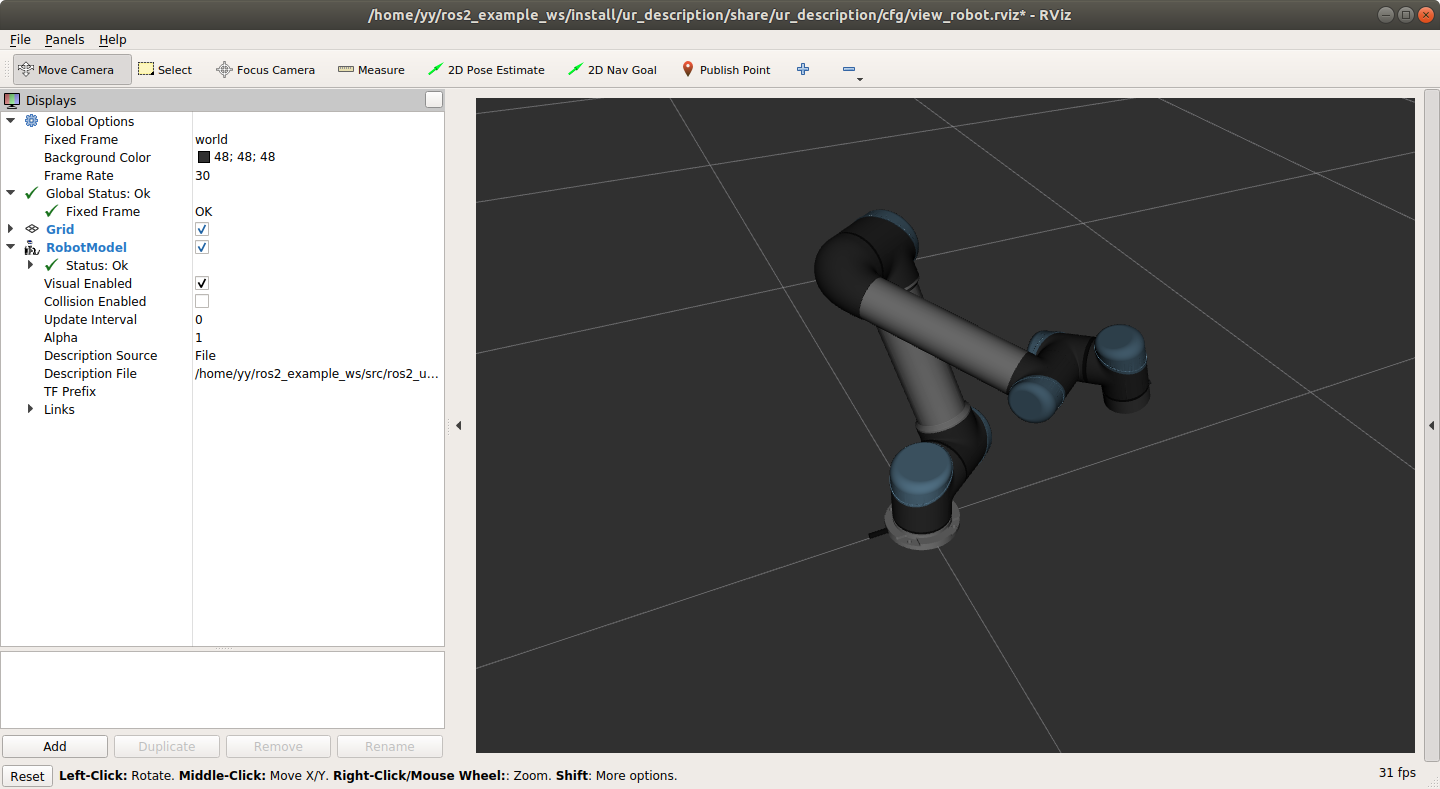 /home/yy/ros2_example_ws/install/ur_description/share/ur_description/cfg/view_robot.rviz* - RViz
File Panels Help
Move Camera Select Focus Camera Measure 2D Pose Estimate 2D Nav Goal Publish Point
Displays
Global Options
Fixed Frame world
Background Color 48; 48; 48
Frame Rate 30
Global Status: Ok
Fixed Frame OK
Grid
RobotModel
Status: Ok
Visual Enabled
Collision Enabled
Update Interval 0
Alpha 1
Description Source File
Description File /home/yy/ros2_example_ws/src/ros2_u...
TF Prefix
Links
Add Duplicate Remove Rename
Reset Left-Click: Rotate. Middle-Click: Move X/Y. Right-Click/Mouse Wheel:: Zoom. Shift: More options. 31 fps